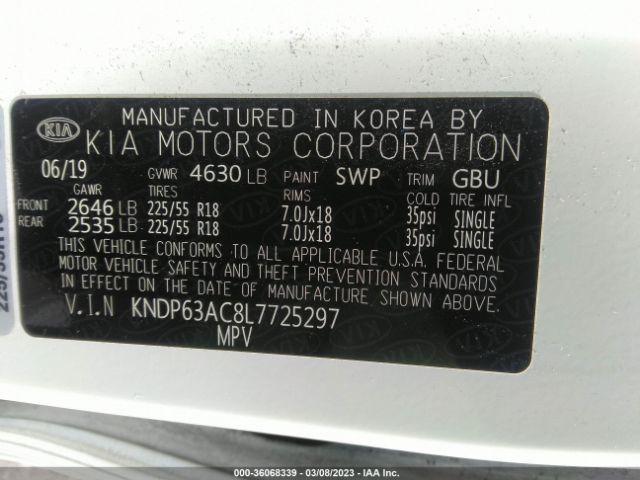 MANUFACTURED IN KOREA BY
KIA KIA MOTORS CORPORATION
06/19 GVWR 4630 LB PAINT SWP TRIM GBU
GAWR TIRES RIMS COLD TIRE INFL
FRONT 2646 LB 225/55 R18 7.0Jx18 35psi SINGLE
REAR 2535 LB 225/55 R18 7.0Jx18 35psi SINGLE
THIS VEHICLE CONFORMS TO ALL APPLICABLE U.S.A. FEDERAL
MOTOR VEHICLE SAFETY AND THEFT PREVENTION STANDARDS
IN EFFECT ON THE DATE OF MANUFACTURE SHOWN ABOVE.
V.I.N KNDP63AC8L7725297
MPV
225/55R18
000-36068339 - 03/08/2023 - IAA Inc.